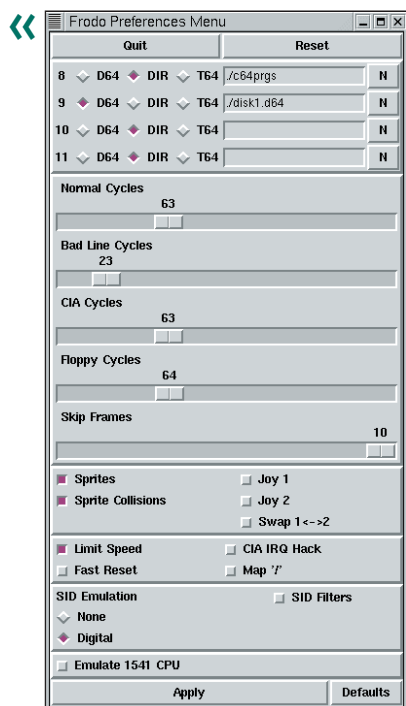 «
Frodo Preferences Menu
Quit Reset
8 D64 DIR T64 ./c64prgs N
9 D64 DIR T64 ./disk1.d64 N
10 D64 DIR T64 N
11 D64 DIR T64 N
Normal Cycles
63
Bad Line Cycles
23
CIA Cycles
63
Floppy Cycles
64
Skip Frames
10
Sprites Joy 1
Sprite Collisions Joy 2
Swap 1<->2
Limit Speed CIA IRQ Hack
Fast Reset Map '/'
SID Emulation SID Filters
None
Digital
Emulate 1541 CPU
Apply Defaults